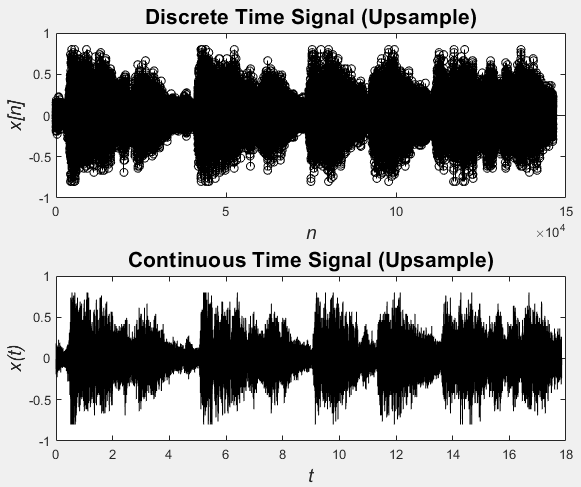 Discrete Time Signal (Upsample)
1
0.5
0
-0.5
-1
x[n]
0 5 10 15
×10^4
n
Continuous Time Signal (Upsample)
1
0.5
0
-0.5
-1
x(t)
0 2 4 6 8 10 12 14 16 18
t